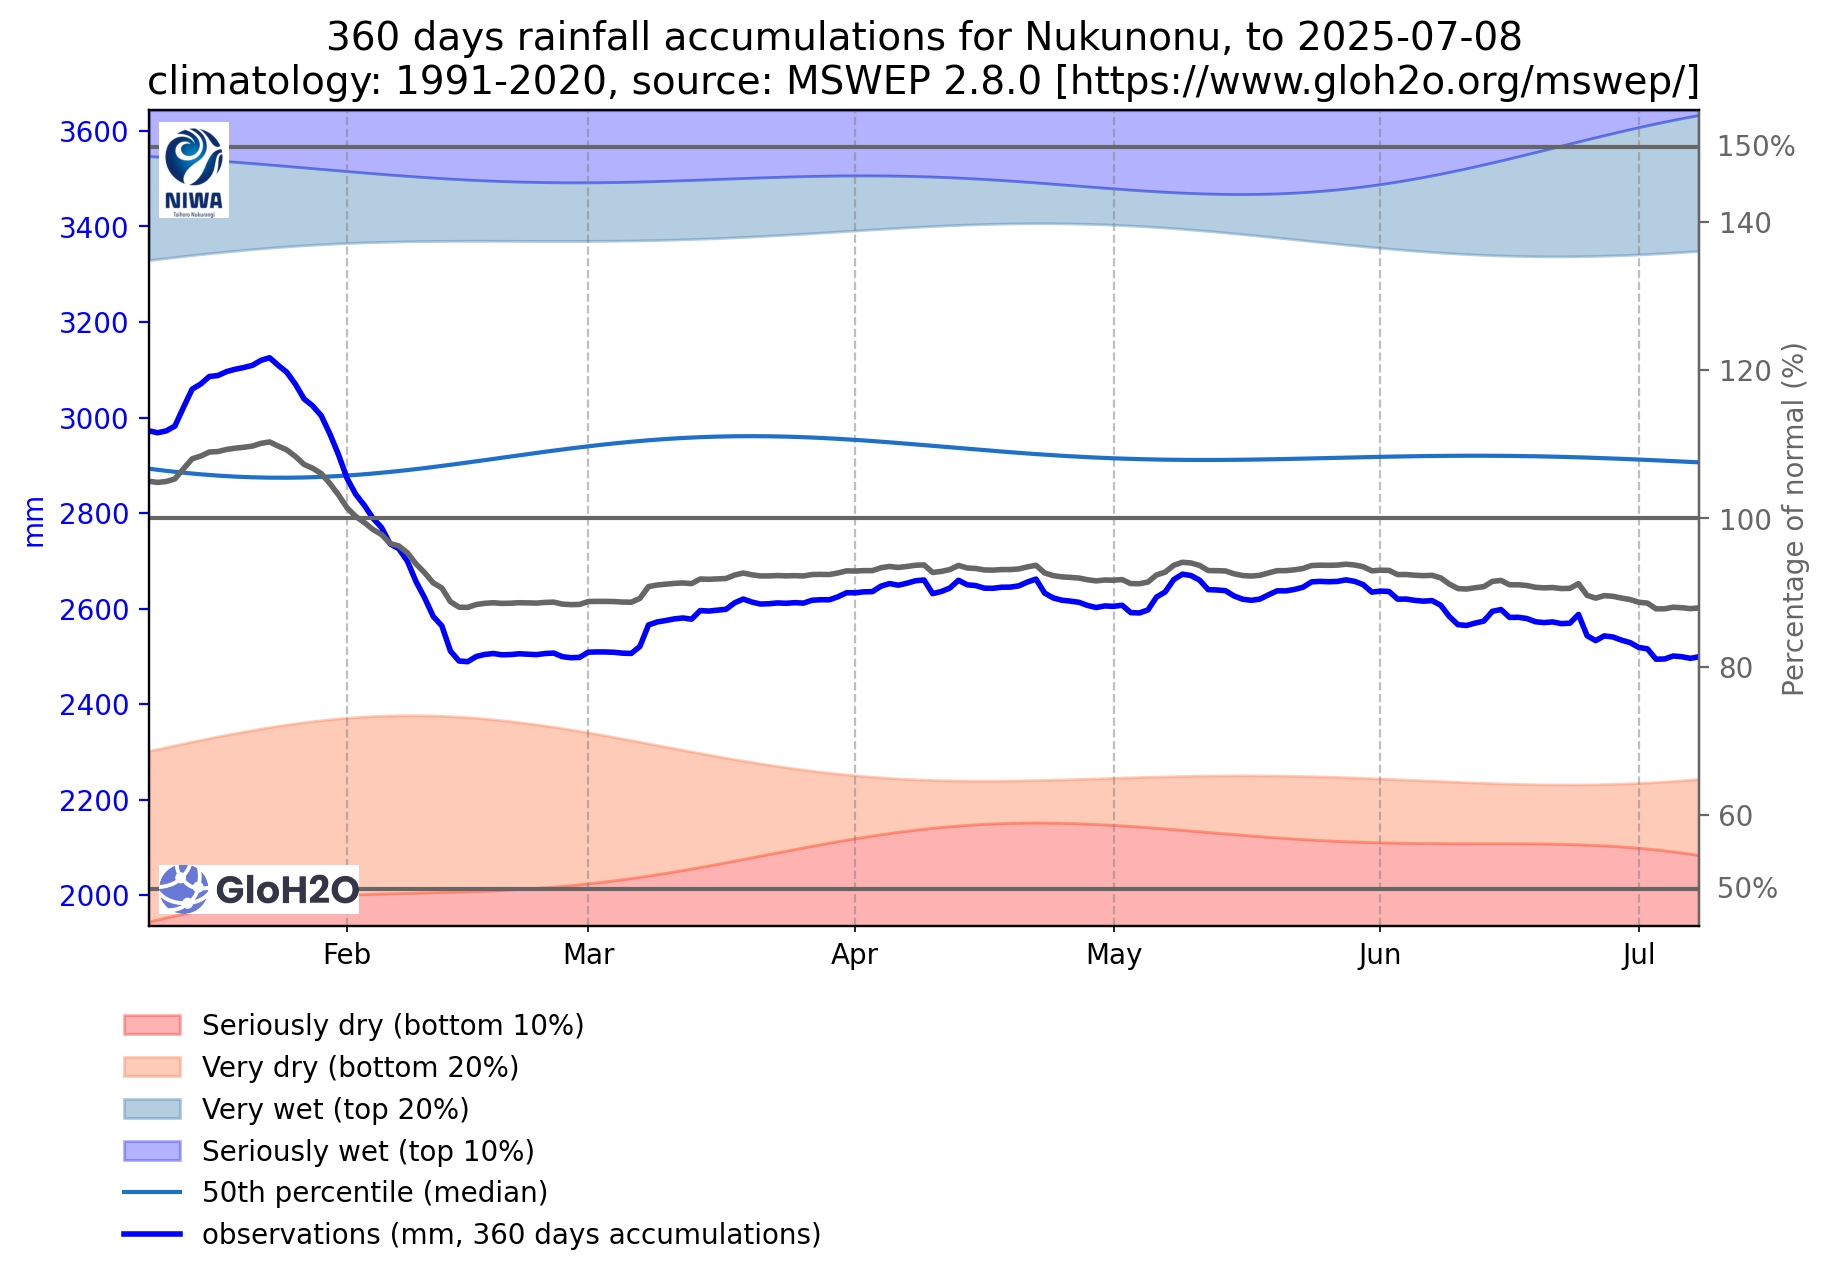 360 days rainfall accumulations for Nukunonu, to 2025-07-08
climatology: 1991-2020, source: MSWEP 2.8.0 [https://www.gloh2o.org/mswep/]
3600
3400
3200
3000
2800
2600
2400
2200
2000
mm
NIWA
Taihoro Nukurangi
GloH2O
150%
140
120
100
80
60
50%
Percentage of normal (%)
Feb
Mar
Apr
May
Jun
Jul
Seriously dry (bottom 10%)
Very dry (bottom 20%)
Very wet (top 20%)
Seriously wet (top 10%)
50th percentile (median)
observations (mm, 360 days accumulations)